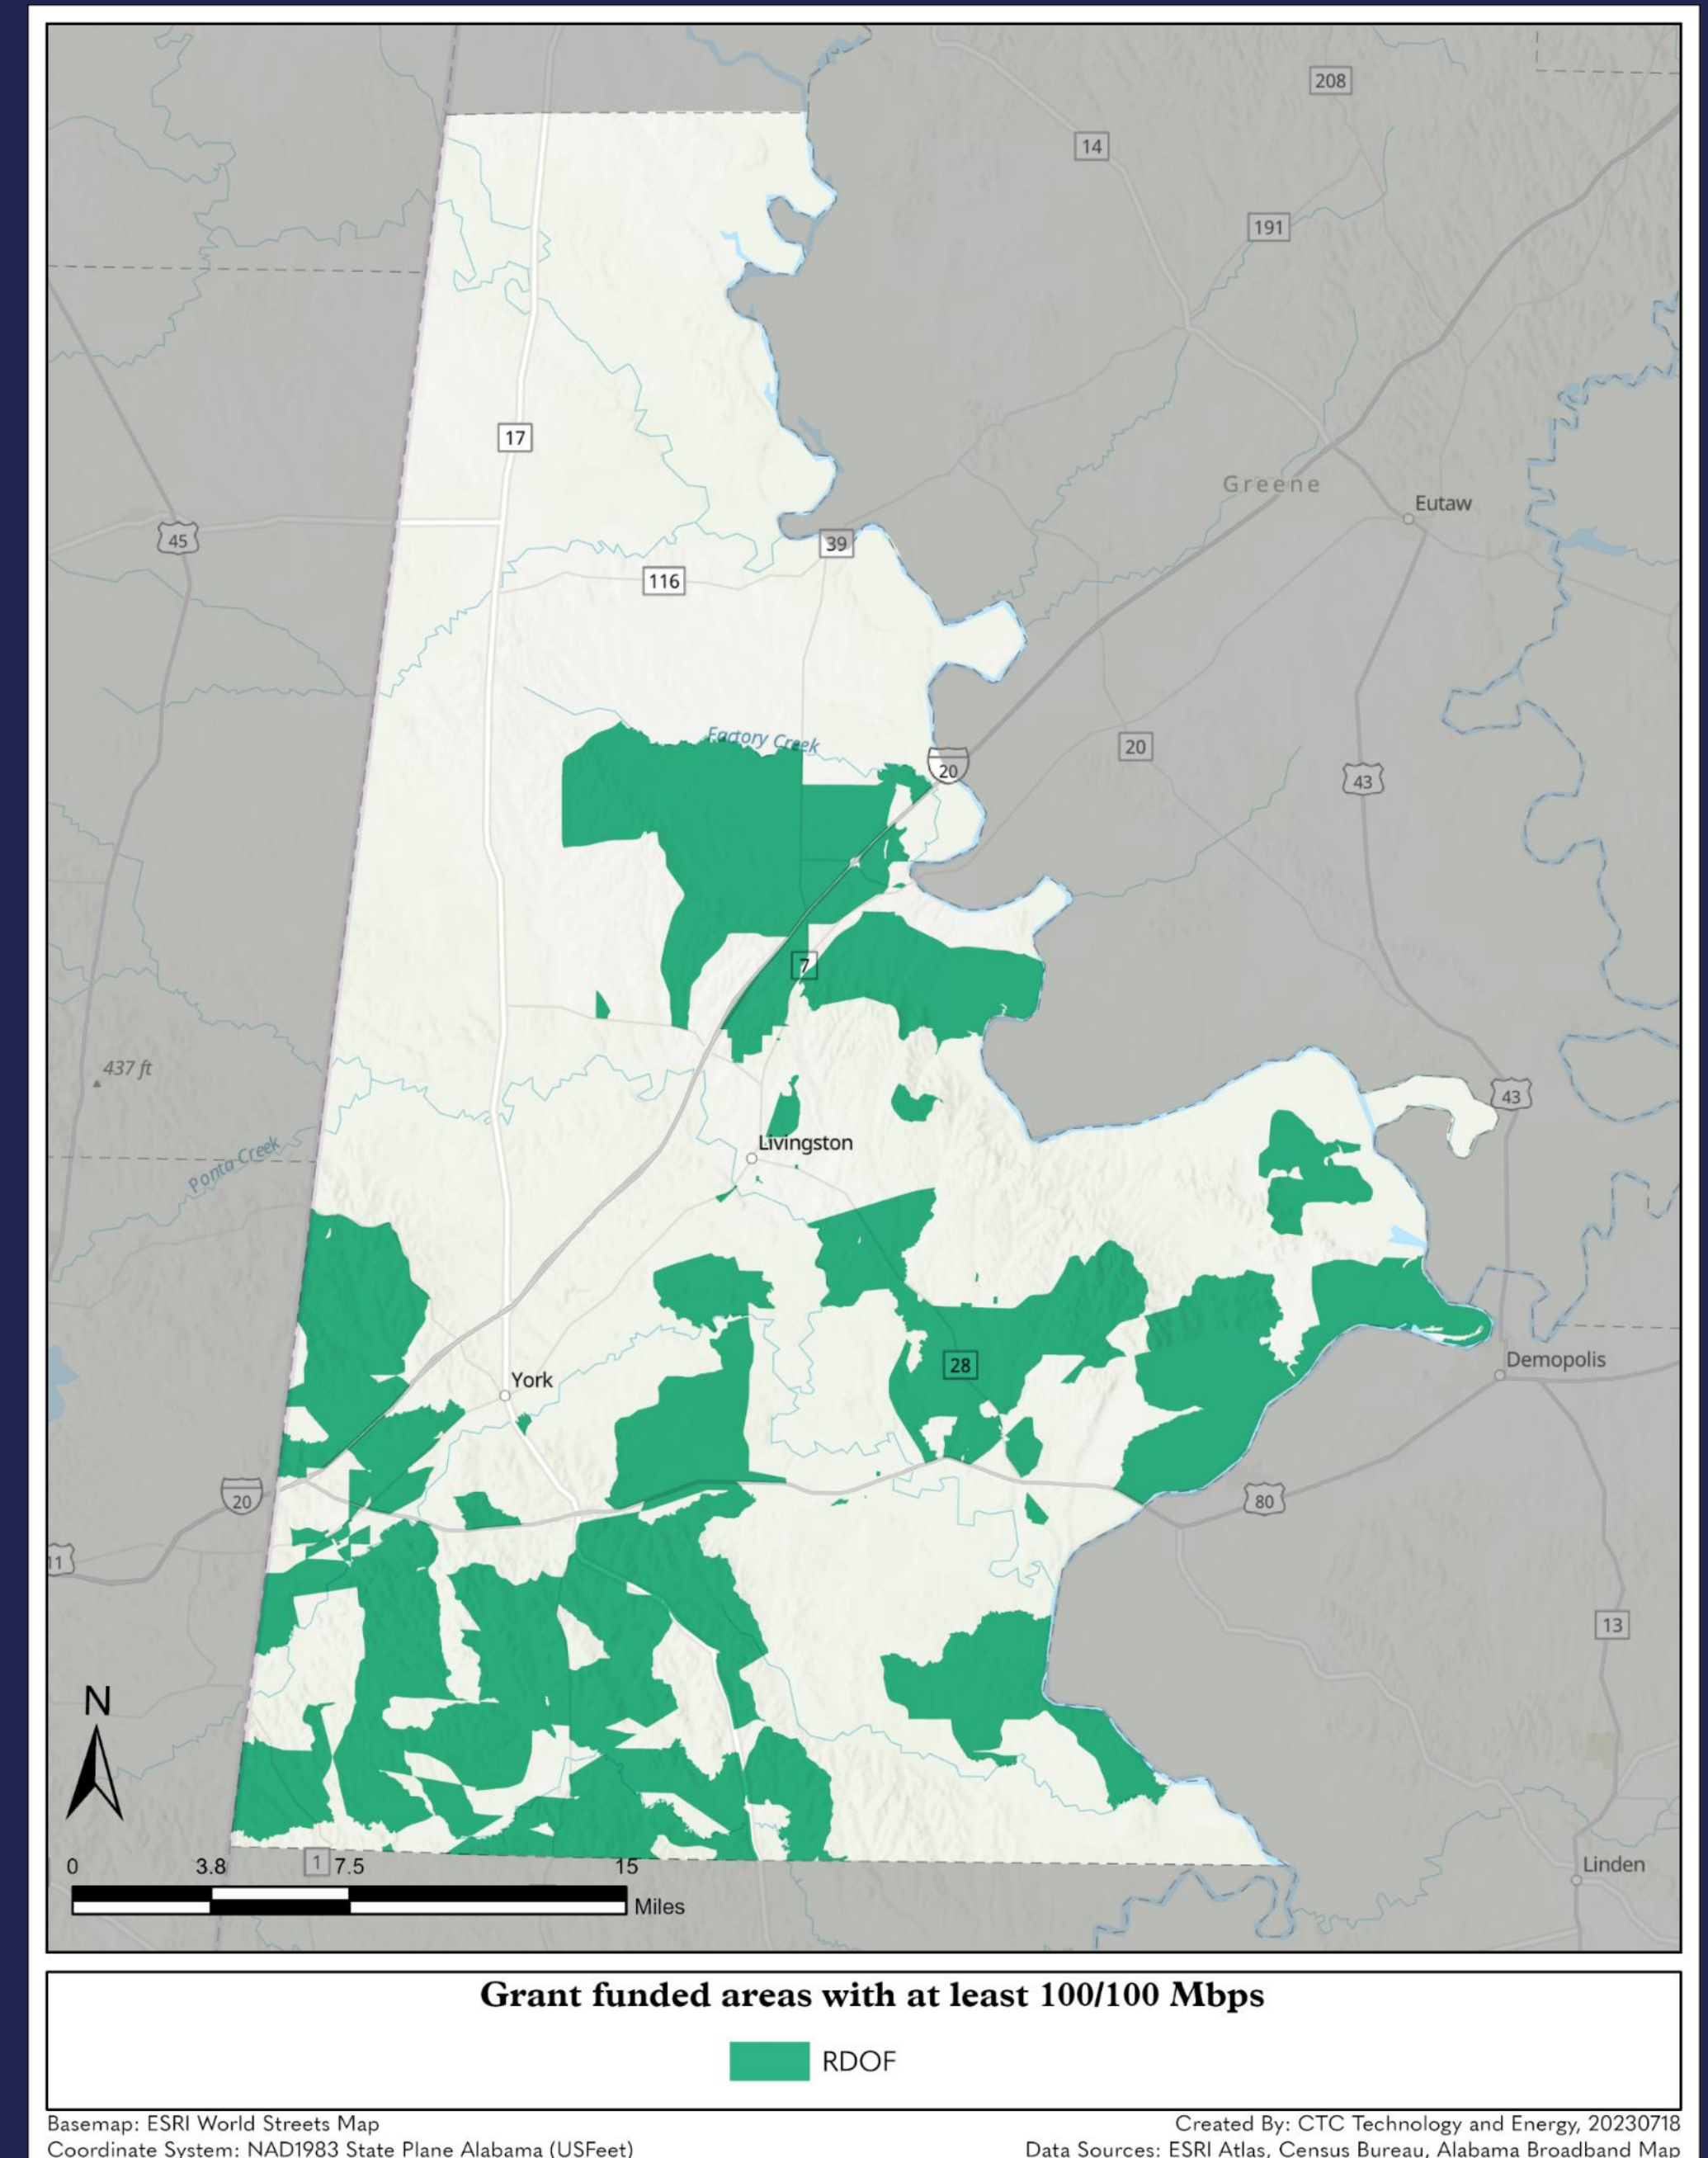 208
14
191
17
Greene
Eutaw
45
39
116
Factory Creek
20
20
43
7
437 ft
43
Ponta Creek
Livingston
28
Demopolis
York
20
80
11
13
N
Linden
0 3.8 1 7.5 15
Miles
Grant funded areas with at least 100/100 Mbps
RDOF
Basemap: ESRI World Streets Map
Created By: CTC Technology and Energy, 20230718
Coordinate System: NAD1983 State Plane Alabama (USFeet)
Data Sources: ESRI Atlas, Census Bureau, Alabama Broadband Map